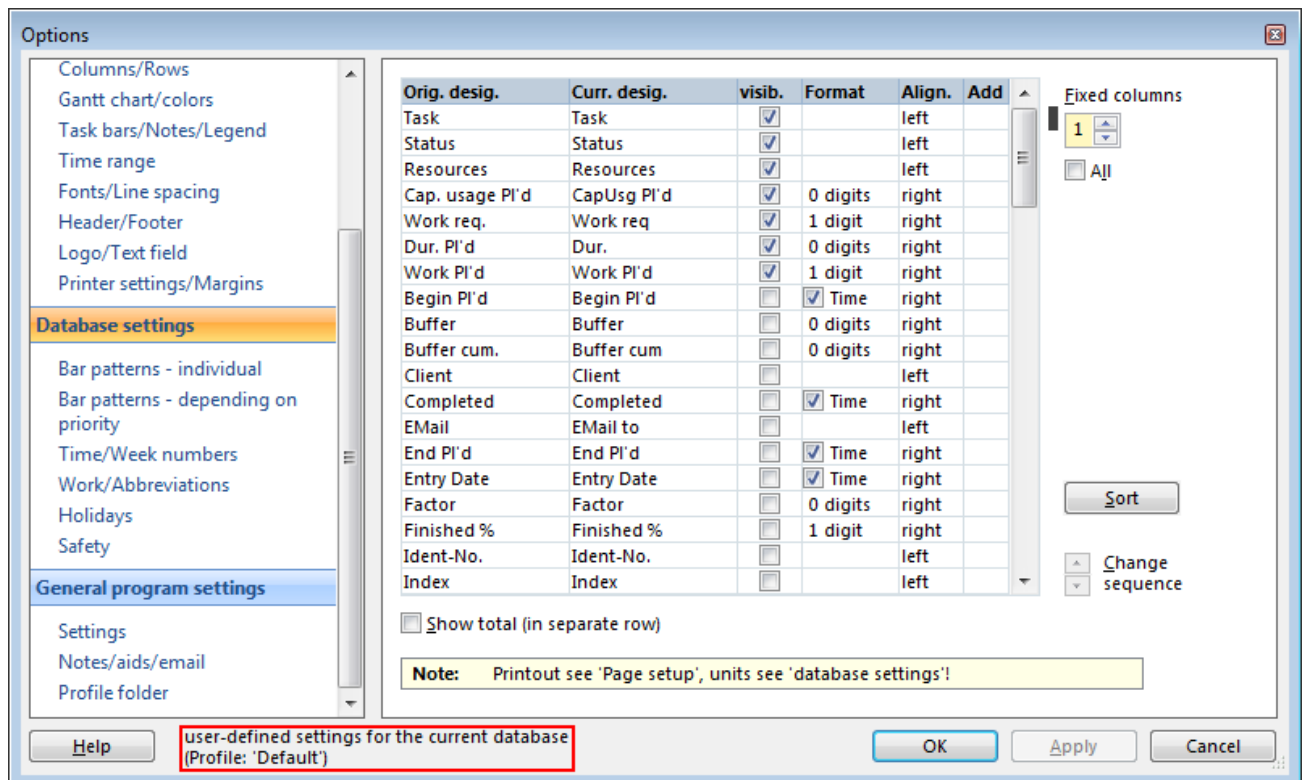 Options
Columns/Rows
Gantt chart/colors
Task bars/Notes/Legend
Time range
Fonts/Line spacing
Header/Footer
Logo/Text field
Printer settings/Margins
Database settings
Bar patterns - individual
Bar patterns - depending on
priority
Time/Week numbers
Work/Abbreviations
Holidays
Safety
General program settings
Settings
Notes/aids/email
Profile folder
Orig. desig. Curr. desig. visib. Format Align. Add
Task Task left
Status Status left
Resources Resources left
Cap. usage Pl'd CapUsg Pl'd 0 digits right
Work req. Work req 1 digit right
Dur. Pl'd Dur. 0 digits right
Work Pl'd Work Pl'd 1 digit right
Begin Pl'd Begin Pl'd Time right
Buffer Buffer 0 digits right
Buffer cum. Buffer cum 0 digits right
Client Client left
Completed Completed Time right
EMail EMail to left
End Pl'd End Pl'd Time right
Entry Date Entry Date Time right
Factor Factor 0 digits right
Finished % Finished % 1 digit right
Ident-No. Ident-No. left
Index Index left
Fixed columns
1
All
Sort
Change
sequence
Show total (in separate row)
Note: Printout see 'Page setup', units see 'database settings'!
Help
user-defined settings for the current database
(Profile: 'Default')
OK
Apply
Cancel